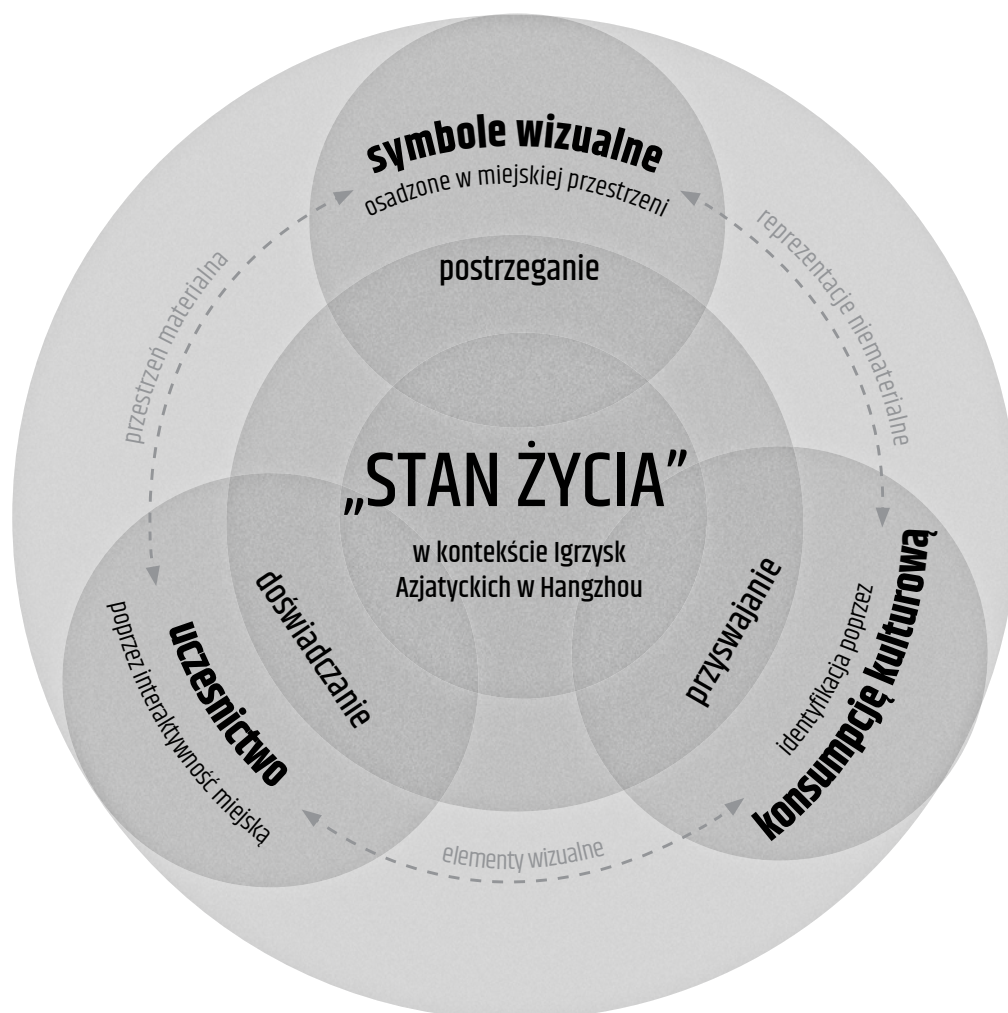 symbole wizualne
osadzone w miejskiej przestrzeni
postrzeganie
przestrzeń materialna
reprezentacje niematerialne
„STAN ŻYCIA”
w kontekście Igrzysk
Azjatyckich w Hangzhou
doświadczanie
uczesnictwo
poprzez interaktywność miejską
przyswajanie
identyfikacja poprzez
konsumpcję kulturową
elementy wizualne